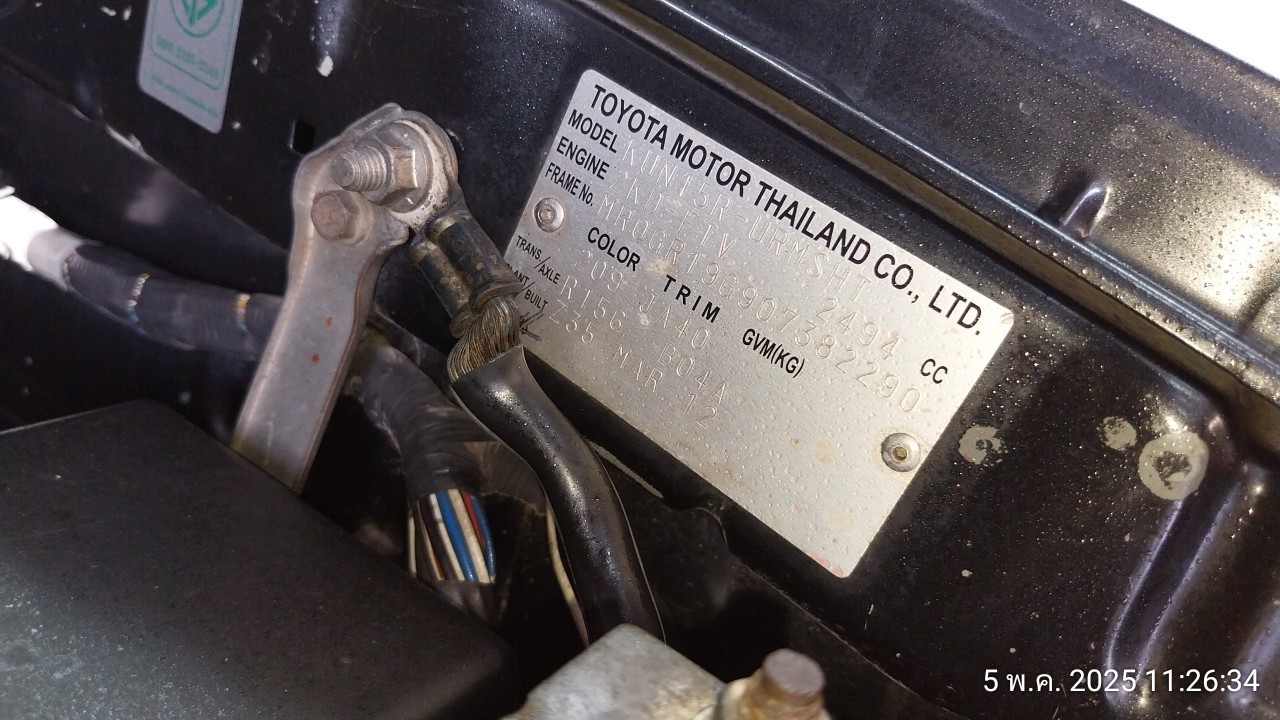 TOYOTA MOTOR THAILAND CO., LTD.
MODEL KUN15R-URMSHT
ENGINE 2KD-FTV 2494 CC
FRAME No. MR0GR19G907382290
COLOR TRIM GVM(KG)
209 JA40
TRANS/AXLE R156 B04A
PLANT/BUILT Z35 MAR 12
5 พ.ค. 2025 11:26:34